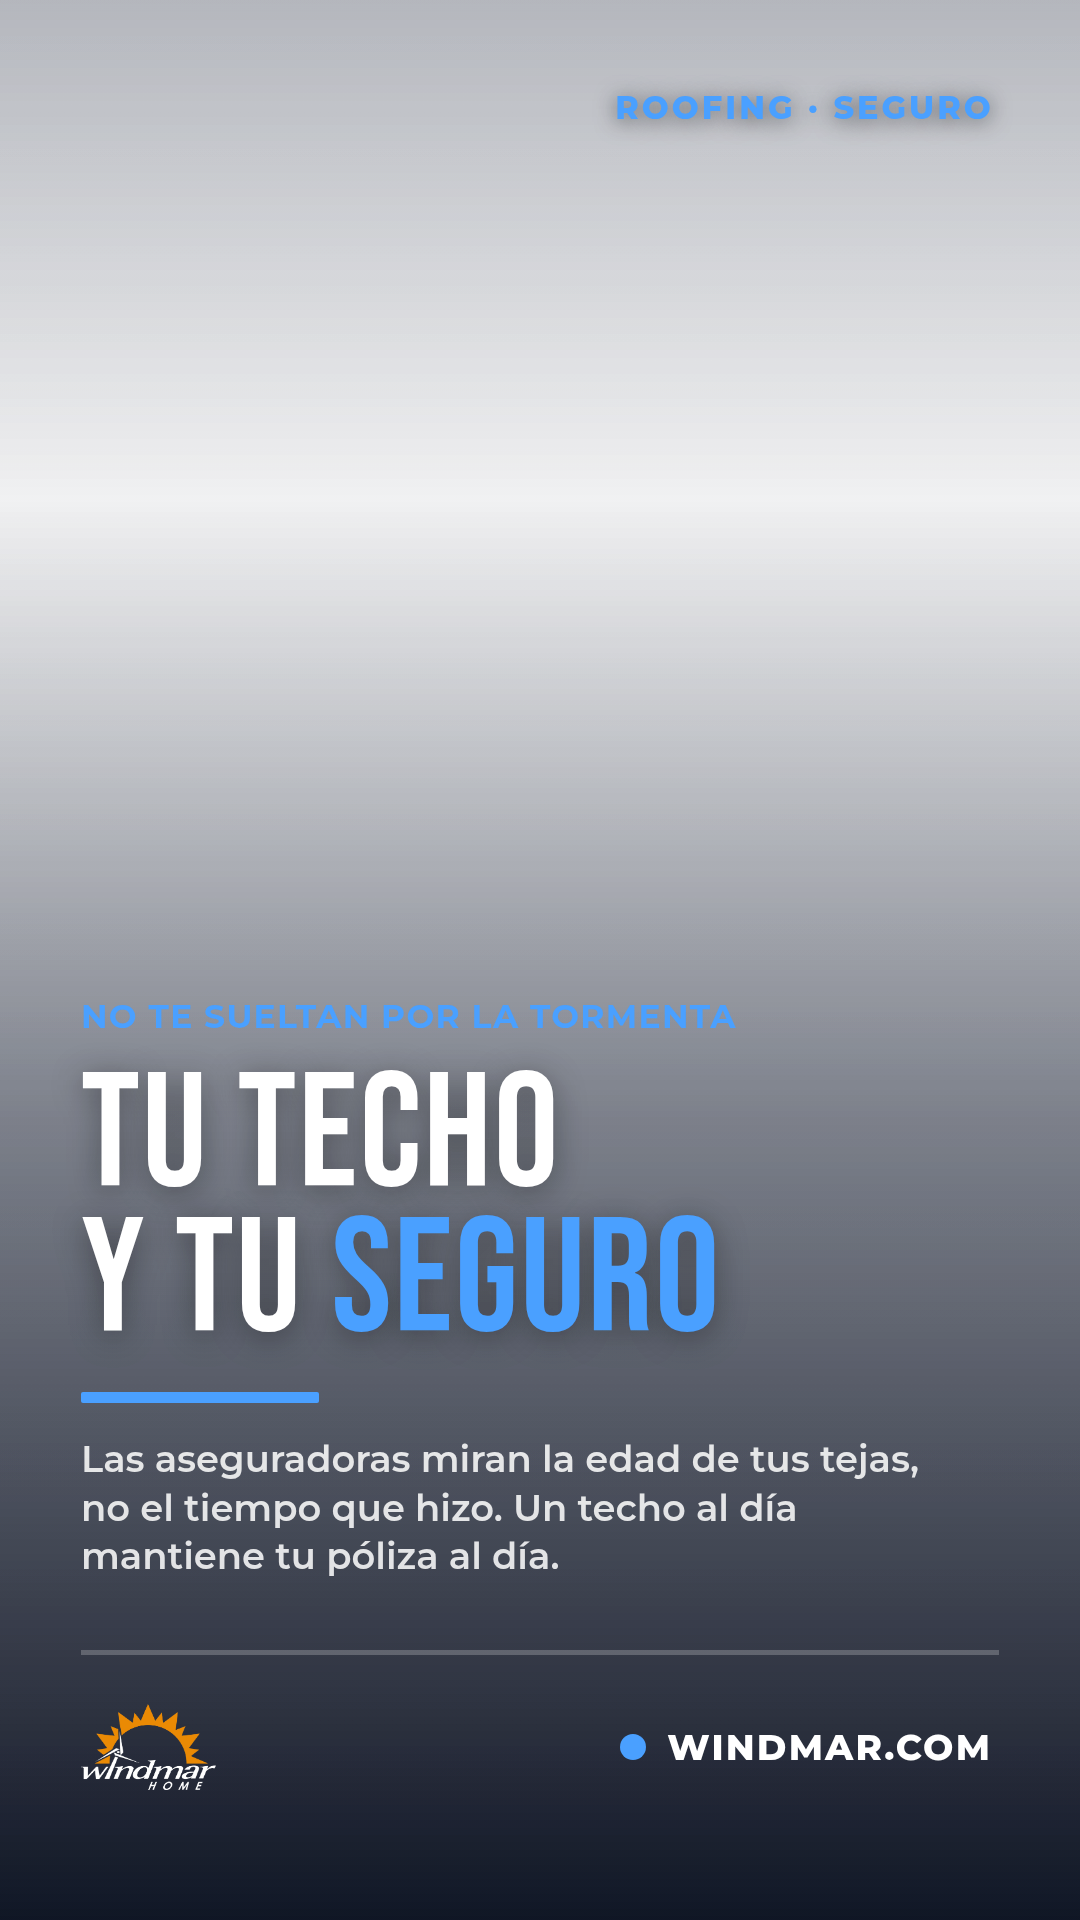 ROOFING · SEGURO
NO TE SUELTAN POR LA TORMENTA
TU TECHO
Y TU SEGURO
Las aseguradoras miran la edad de tus tejas,
no el tiempo que hizo. Un techo al día
mantiene tu póliza al día.
windmar
HOME
WINDMAR.COM